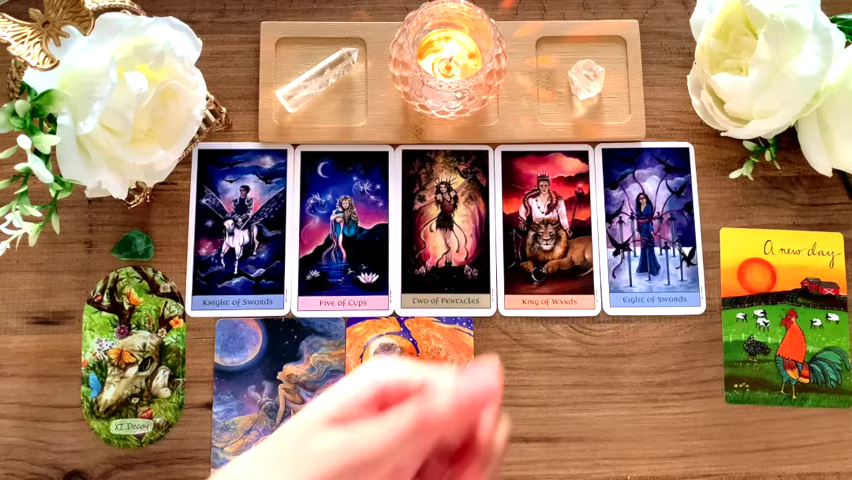 A new day
KNIGHT OF SWORDS
FIVE OF CUPS
TWO OF PENTACLES
KING OF WANDS
EIGHT OF SWORDS
XI. Decay